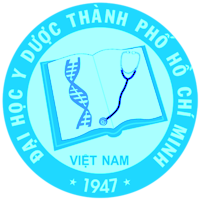 ĐẠI HỌC Y DƯỢC THÀNH PHỐ HỒ CHÍ MINH
VIỆT NAM
* 1947 *